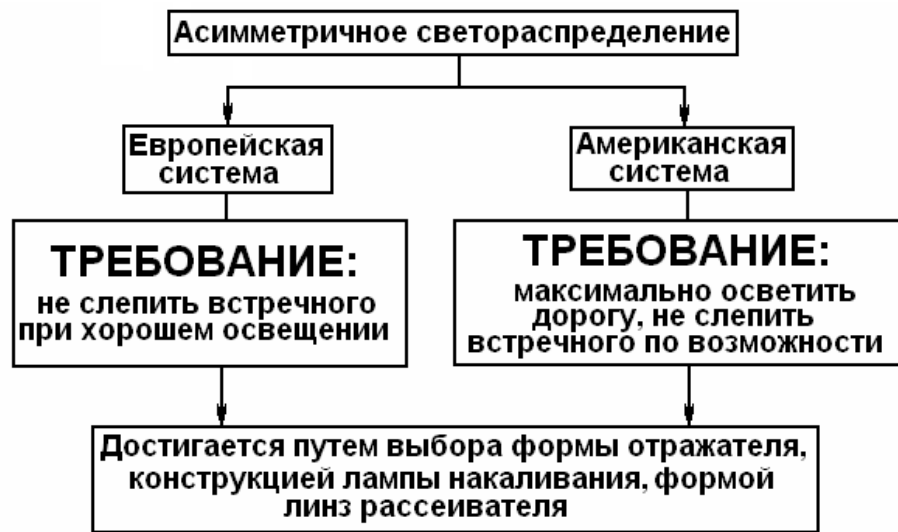 Асимметричное светораспределение
Европейская
система
Американская
система
ТРЕБОВАНИЕ:
не слепить встречного
при хорошем освещении
ТРЕБОВАНИЕ:
максимально осветить
дорогу, не слепить
встречного по возможности
Достигается путем выбора формы отражателя,
конструкцией лампы накаливания, формой
линз рассеивателя